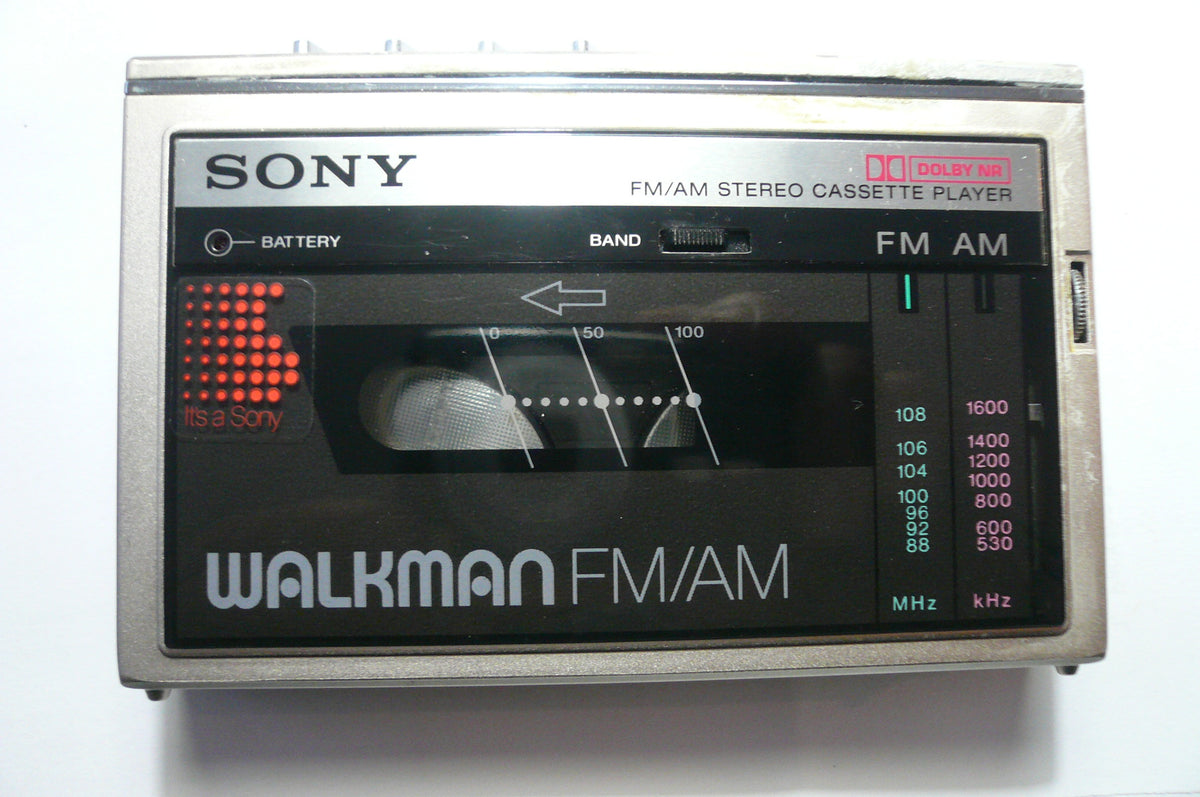 SONY
DOLBY NR
FM/AM STEREO CASSETTE PLAYER
BATTERY
BAND
FM AM
It's a Sony
0 50 100
108 1600
106 1400
104 1200
1000
100 800
96
92 600
88 530
MHz kHz
WALKMAN FM/AM